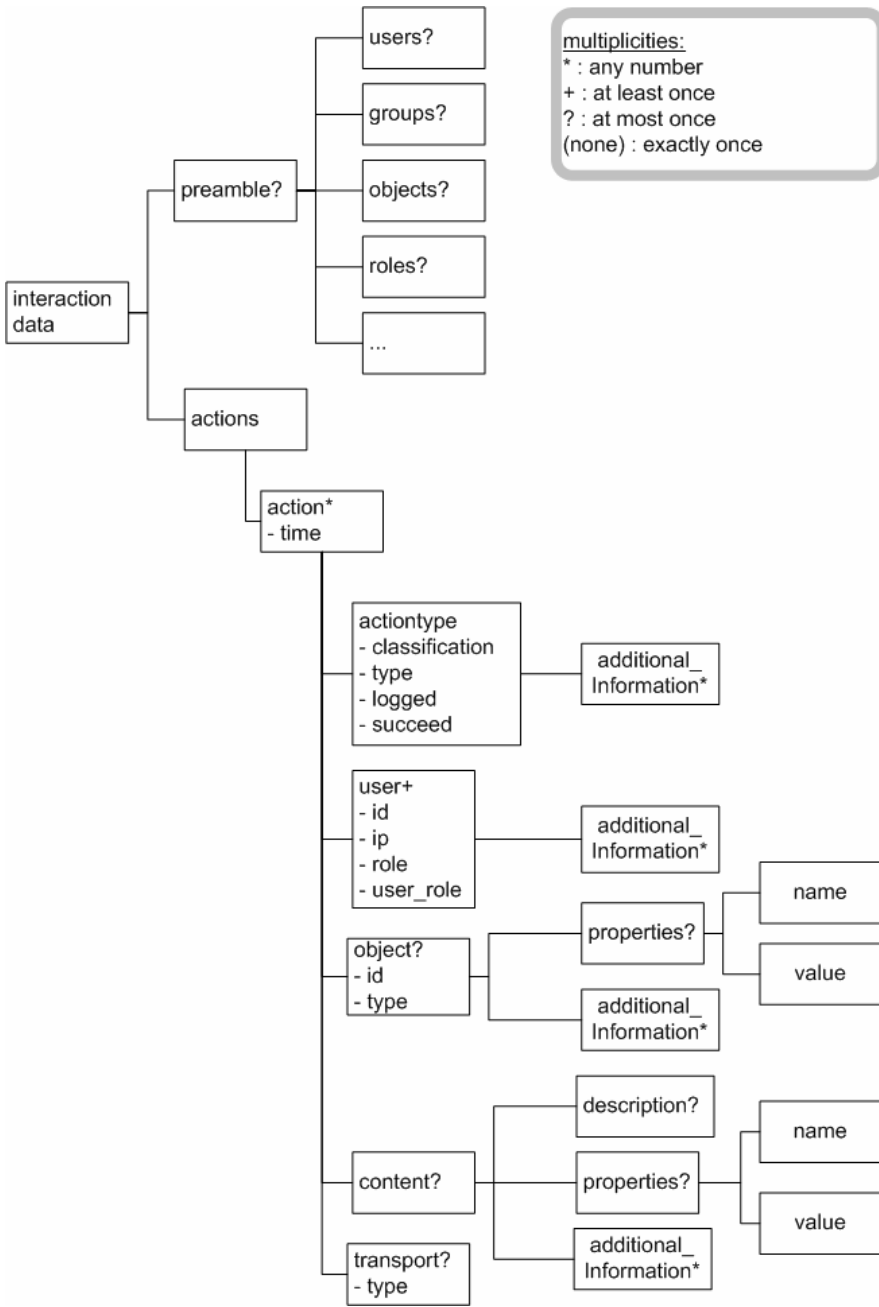 users?
multiplicities:
* : any number
+ : at least once
? : at most once
(none) : exactly once
groups?
preamble?
objects?
roles?
interaction
data
...
actions
action*
- time
actiontype
- classification
- type
- logged
- succeed
additional_
Information*
user+
- id
- ip
- role
- user_role
additional_
Information*
name
properties?
value
object?
- id
- type
additional_
Information*
description?
name
content?
properties?
value
additional_
Information*
transport?
- type